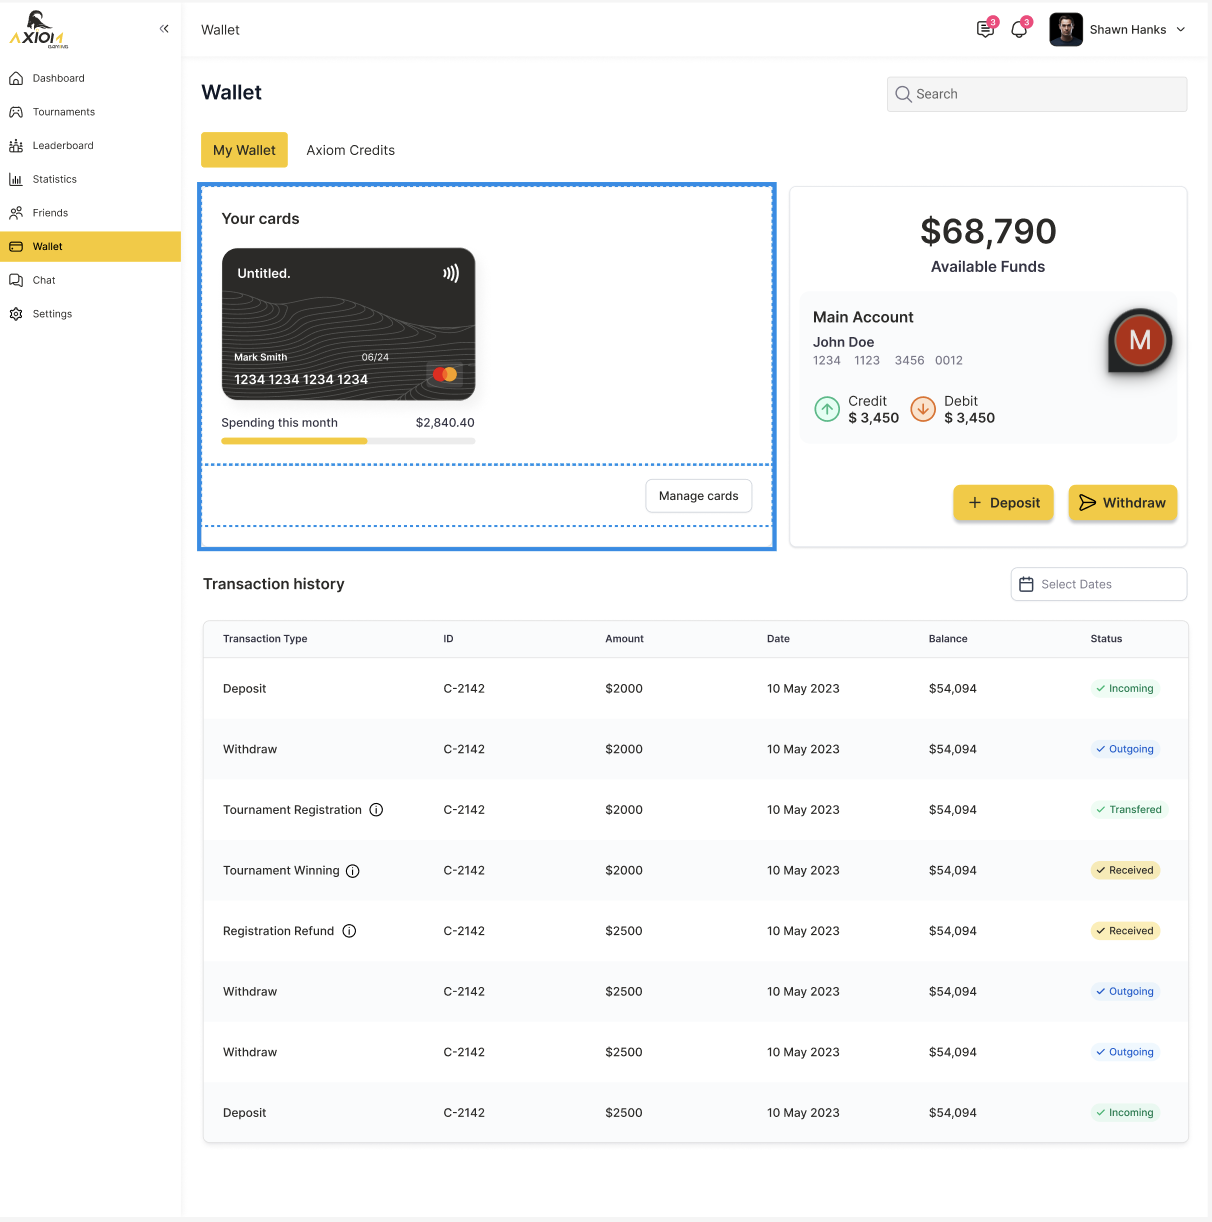 AXIOM
GAMING
Wallet
3
3
Shawn Hanks
Dashboard
Tournaments
Leaderboard
Statistics
Friends
Wallet
Chat
Settings
Wallet
Search
My Wallet
Axiom Credits
Your cards
Untitled.
Mark Smith 06/24
1234 1234 1234 1234
Spending this month $2,840.40
Manage cards
$68,790
Available Funds
Main Account
John Doe
1234 1123 3456 0012
M
Credit
$ 3,450
Debit
$ 3,450
Deposit
Withdraw
Transaction history
Select Dates
Transaction Type ID Amount Date Balance Status
Deposit C-2142 $2000 10 May 2023 $54,094 Incoming
Withdraw C-2142 $2000 10 May 2023 $54,094 Outgoing
Tournament Registration C-2142 $2000 10 May 2023 $54,094 Transfered
Tournament Winning C-2142 $2000 10 May 2023 $54,094 Received
Registration Refund C-2142 $2500 10 May 2023 $54,094 Received
Withdraw C-2142 $2500 10 May 2023 $54,094 Outgoing
Withdraw C-2142 $2500 10 May 2023 $54,094 Outgoing
Deposit C-2142 $2500 10 May 2023 $54,094 Incoming